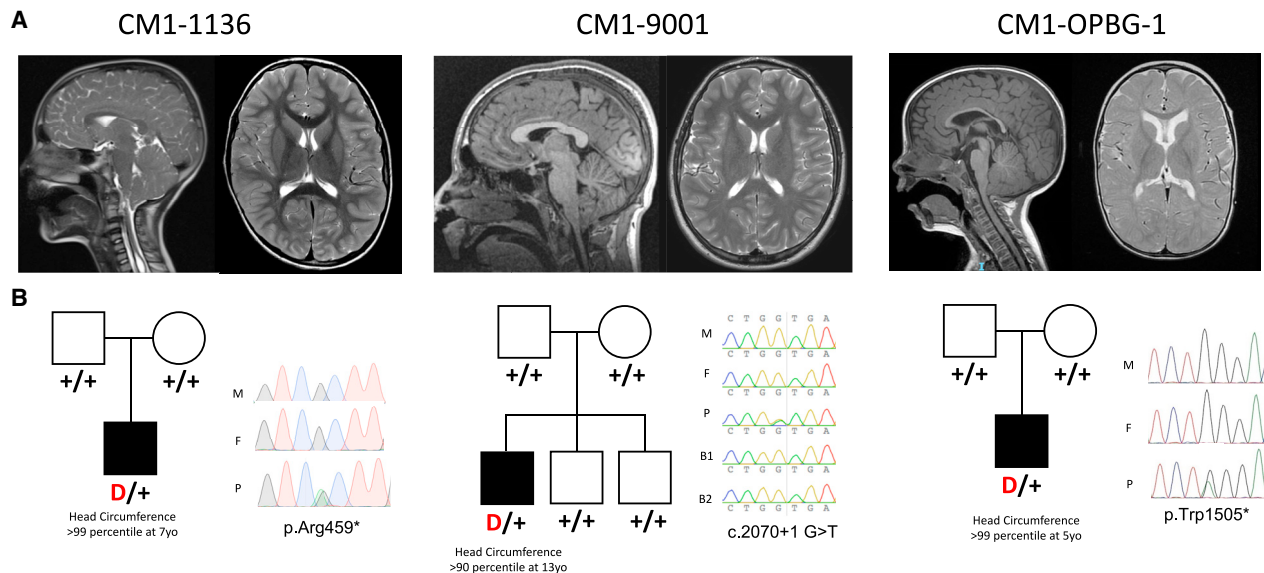 A
CM1-1136
CM1-9001
CM1-OPBG-1
B
+/+
+/+
D/+
Head Circumference
>99 percentile at 7yo
M
F
P
p.Arg459*
+/+
+/+
D/+
+/+
+/+
Head Circumference
>90 percentile at 13yo
C T G G T G A
M
C T G G T G A
F
C T G G T G A
P
C T G G T G A
B1
C T G G T G A
B2
C T G G T G A
c.2070+1 G>T
+/+
+/+
D/+
Head Circumference
>99 percentile at 5yo
M
F
P
p.Trp1505*
I